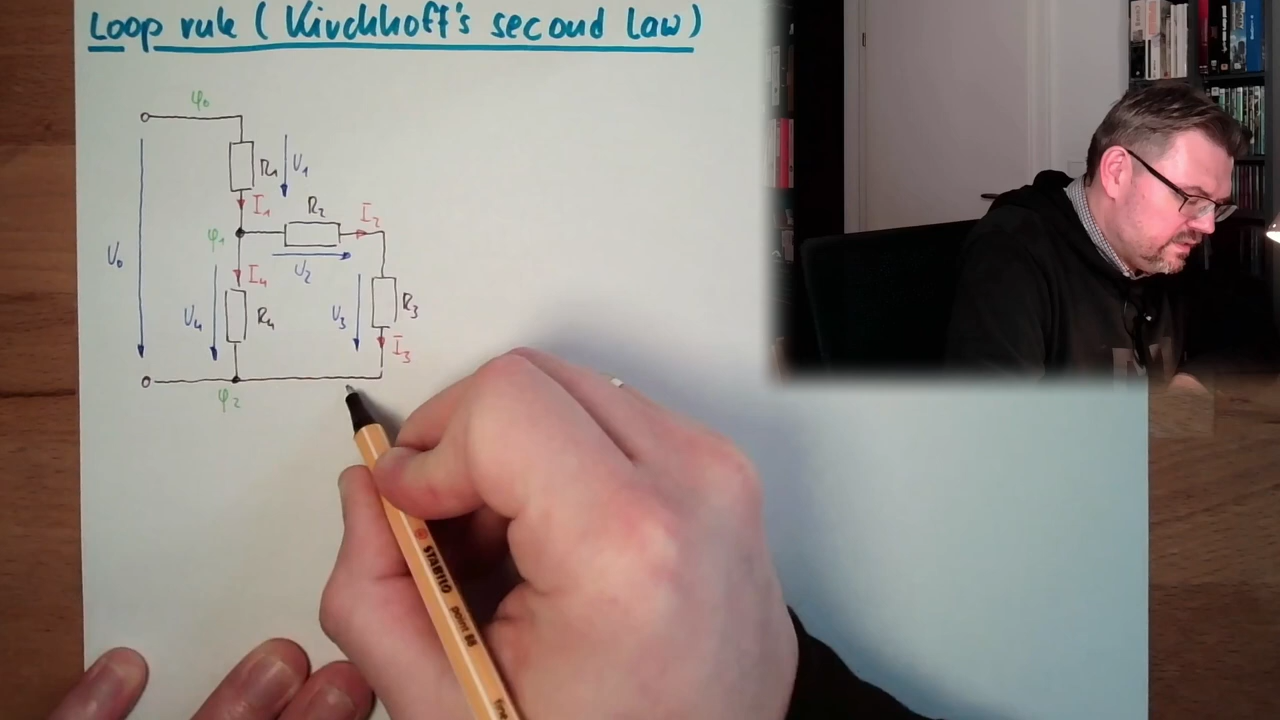 Loop rule (Kirchhoff's second law)
φ0
R1
U1
I1
R2
I2
φ1
U0
I4
U2
U4
R4
U3
R3
I3
φ2
STABILO point 88
fine